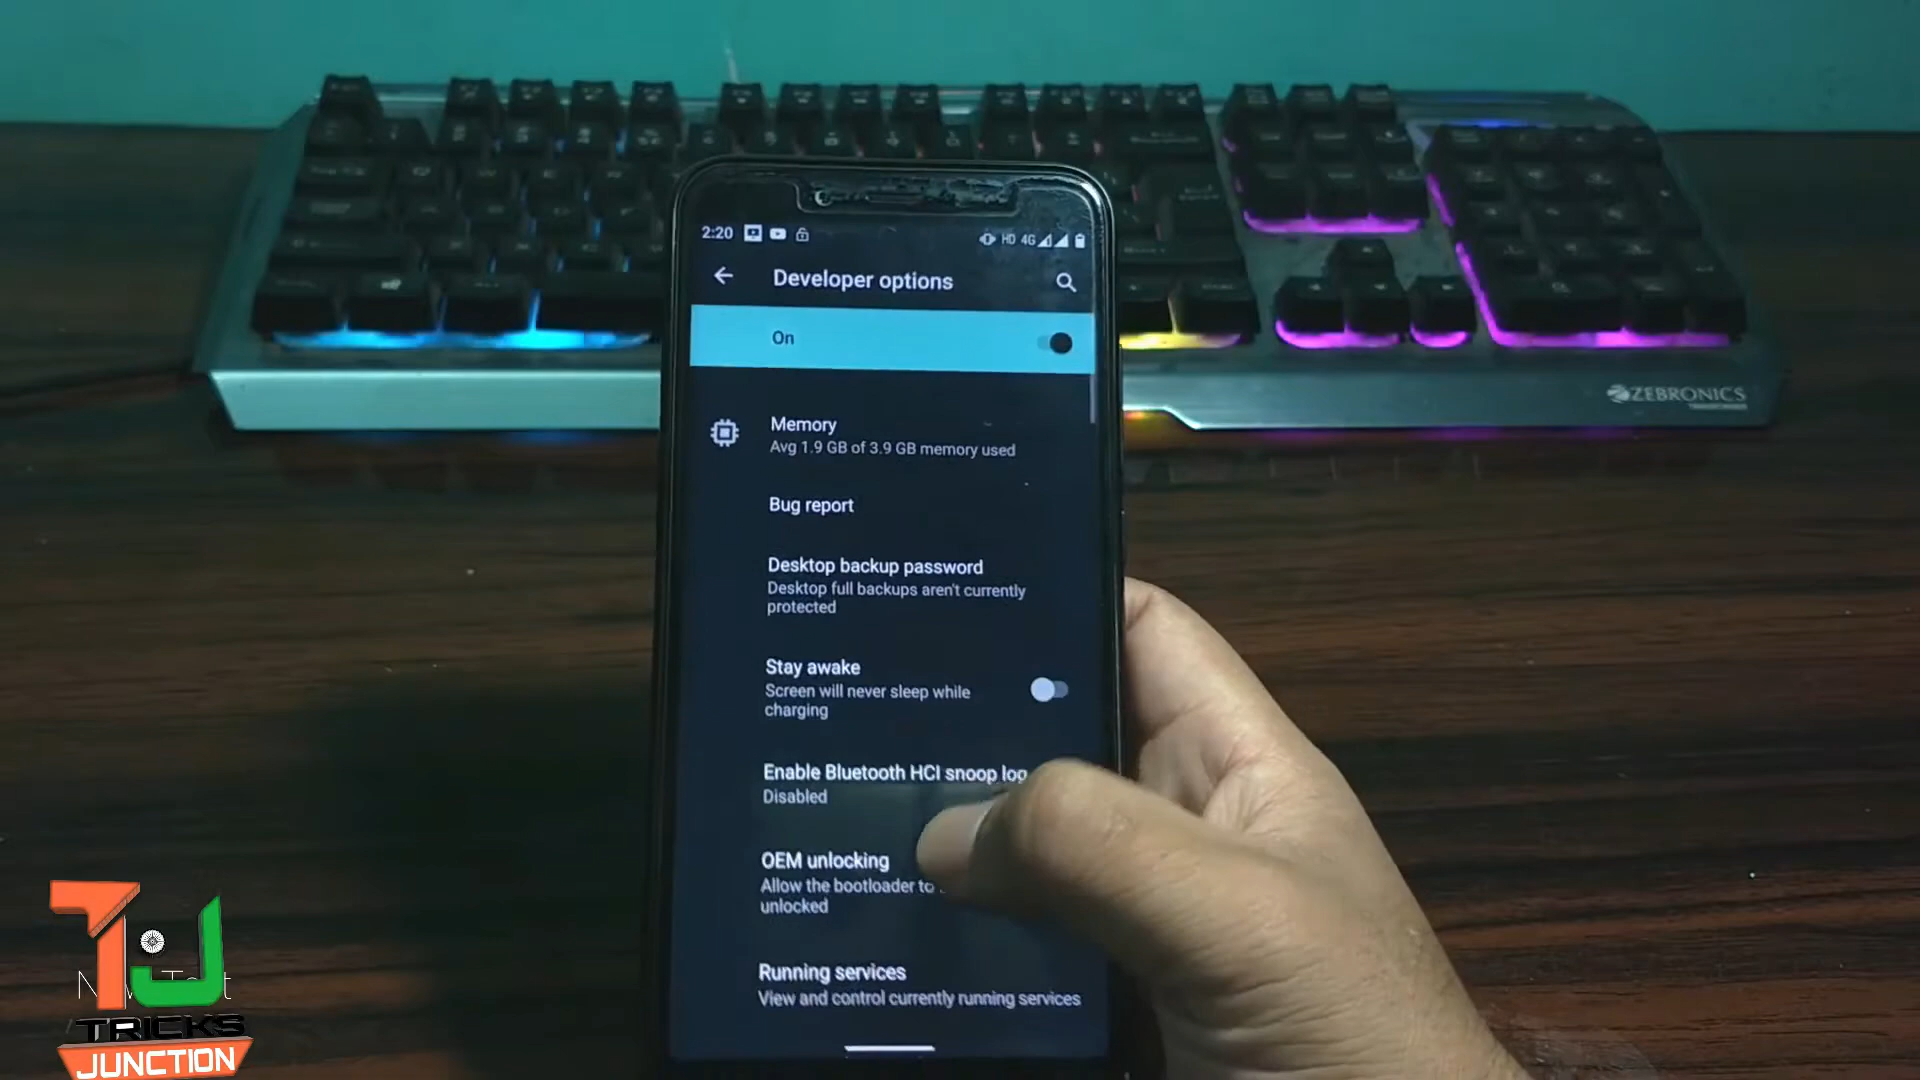 2:20
HD 4G
Developer options
On
Memory
Avg 1.9 GB of 3.9 GB memory used
Bug report
Desktop backup password
Desktop full backups aren't currently
protected
Stay awake
Screen will never sleep while
charging
Enable Bluetooth HCI snoop log
Disabled
OEM unlocking
Allow the bootloader to
unlocked
Running services
View and control currently running services
ZEBRONICS
TJ
TRICKS
JUNCTION